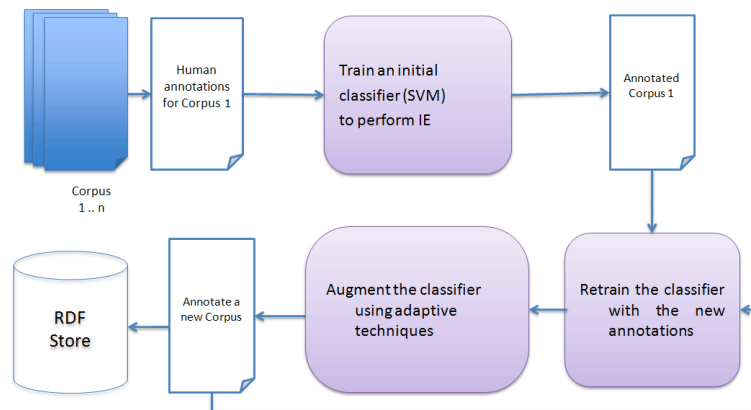 Human
annotations
for Corpus 1
Train an initial
classifier (SVM)
to perform IE
Annotated
Corpus 1
Corpus
1 .. n
RDF
Store
Annotate a
new Corpus
Augment the classifier
using adaptive
techniques
Retrain the classifier
with the new
annotations